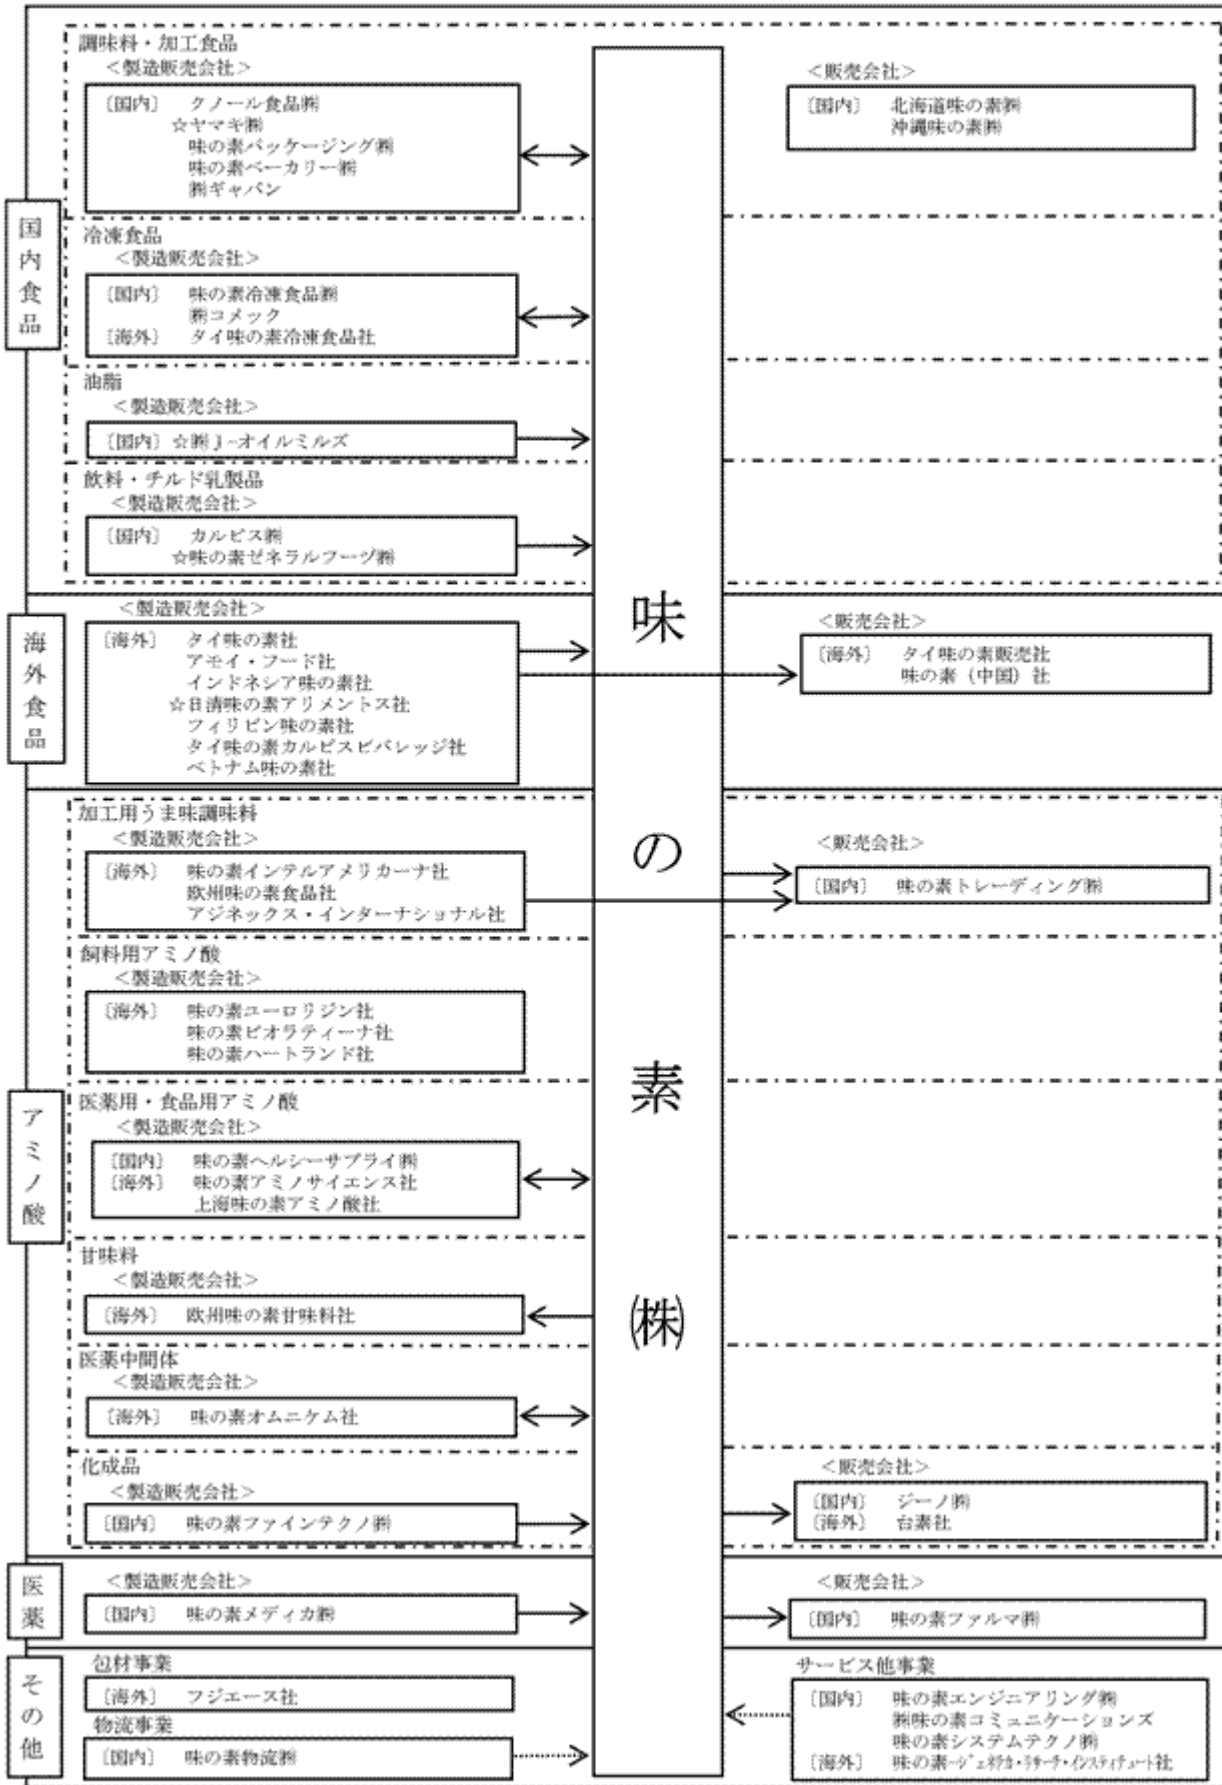 国内食品
調味料・加工食品
＜製造販売会社＞
〔国内〕 クノール食品㈱
☆ヤマキ㈱
味の素パッケージング㈱
味の素ベーカリー㈱
㈱ギャバン
＜販売会社＞
〔国内〕 北海道味の素㈱
沖縄味の素㈱
冷凍食品
＜製造販売会社＞
〔国内〕 味の素冷凍食品㈱
㈱コメック
〔海外〕 タイ味の素冷凍食品社
油脂
＜製造販売会社＞
〔国内〕 ☆㈱J-オイルミルズ
飲料・チルド乳製品
＜製造販売会社＞
〔国内〕 カルピス㈱
☆味の素ゼネラルフーヅ㈱
味の素㈱
海外食品
＜製造販売会社＞
〔海外〕 タイ味の素社
アモイ・フード社
インドネシア味の素社
☆日清味の素アリメントス社
フィリピン味の素社
タイ味の素カルピスビバレッジ社
ベトナム味の素社
＜販売会社＞
〔海外〕 タイ味の素販売社
味の素（中国）社
アミノ酸
加工用うま味調味料
＜製造販売会社＞
〔海外〕 味の素インテルアメリカーナ社
欧州味の素食品社
アジネックス・インターナショナル社
＜販売会社＞
〔国内〕 味の素トレーディング㈱
飼料用アミノ酸
＜製造販売会社＞
〔海外〕 味の素ユーロリジン社
味の素ビオラティーナ社
味の素ハートランド社
医薬用・食品用アミノ酸
＜製造販売会社＞
〔国内〕 味の素ヘルシーサプライ㈱
〔海外〕 味の素アミノサイエンス社
上海味の素アミノ酸社
甘味料
＜製造販売会社＞
〔海外〕 欧州味の素甘味料社
医薬中間体
＜製造販売会社＞
〔海外〕 味の素オムニケム社
化成品
＜製造販売会社＞
〔国内〕 味の素ファインテクノ㈱
＜販売会社＞
〔国内〕 ジーノ㈱
〔海外〕 台素社
医薬
＜製造販売会社＞
〔国内〕 味の素メディカ㈱
＜販売会社＞
〔国内〕 味の素ファルマ㈱
その他
包材事業
〔海外〕 フジエース社
物流事業
〔国内〕 味の素物流㈱
サービス他事業
〔国内〕 味の素エンジニアリング㈱
㈱味の素コミュニケーションズ
味の素システムテクノ㈱
〔海外〕 味の素-ｼﾞｪﾈﾁｶ･ﾘｻｰﾁ･ｲﾝｽﾃｨﾁｭｰﾄ社